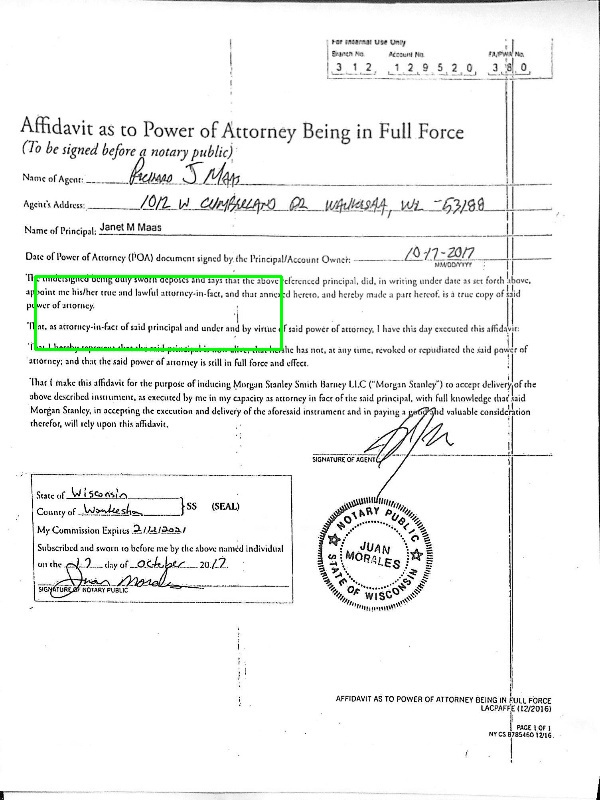 For Internal Use Only
Branch No. Account No. FA/PWA No.
3 1 2 1 2 9 5 2 0 3 8 0
Affidavit as to Power of Attorney Being in Full Force
(To be signed before a notary public)
Name of Agent: Richard J Maas
Agent's Address: 1012 W Cumberland DR Waukesha, WI -53188
Name of Principal: Janet M Maas
Date of Power of Attorney (POA) document signed by the Principal/Account Owner: 10-17-2017
MM/DD/YYYY
The undersigned being duly sworn deposes and says that the above referenced principal, did, in writing under date as set forth above,
appoint me his/her true and lawful attorney-in-fact, and that annexed hereto, and hereby made a part hereof, is a true copy of said
power of attorney.
That, as attorney-in-fact of said principal and under and by virtue of said power of attorney, I have this day executed this affidavit:
That I hereby represent that the said principal is now alive, that he/she has not, at any time, revoked or repudiated the said power of
attorney; and that the said power of attorney is still in full force and effect.
That I make this affidavit for the purpose of inducing Morgan Stanley Smith Barney LLC ("Morgan Stanley") to accept delivery of the
above described instrument, as executed by me in my capacity as attorney in fact of the said principal, with full knowledge that said
Morgan Stanley, in accepting the execution and delivery of the aforesaid instrument and in paying a good and valuable consideration
therefor, will rely upon this affidavit.
SIGNATURE OF AGENT
State of Wisconsin
County of Waukesha } SS (SEAL)
My Commission Expires 2/12/2021
Subscribed and sworn to before me by the above named individual
on the 17 day of october 2017
Juan Morales
SIGNATURE OF NOTARY PUBLIC
NOTARY PUBLIC
JUAN
MORALES
STATE OF WISCONSIN
AFFIDAVIT AS TO POWER OF ATTORNEY BEING IN FULL FORCE
LACPAFFE (12/2016)
PAGE 1 OF 1
NY CS 8785460 12/16